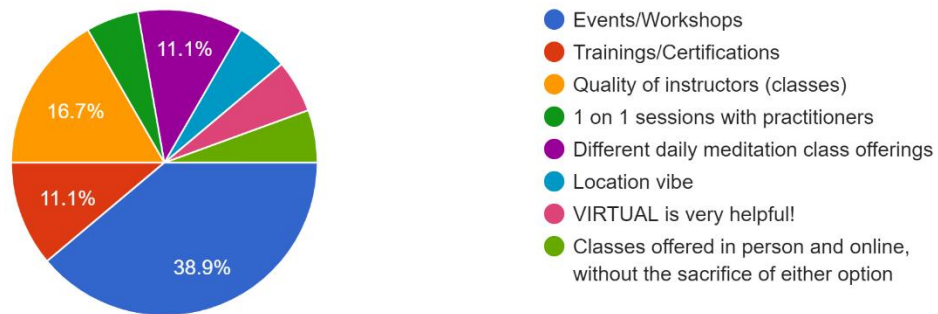 11.1%
16.7%
11.1%
38.9%
Events/Workshops
Trainings/Certifications
Quality of instructors (classes)
1 on 1 sessions with practitioners
Different daily meditation class offerings
Location vibe
VIRTUAL is very helpful!
Classes offered in person and online,
without the sacrifice of either option